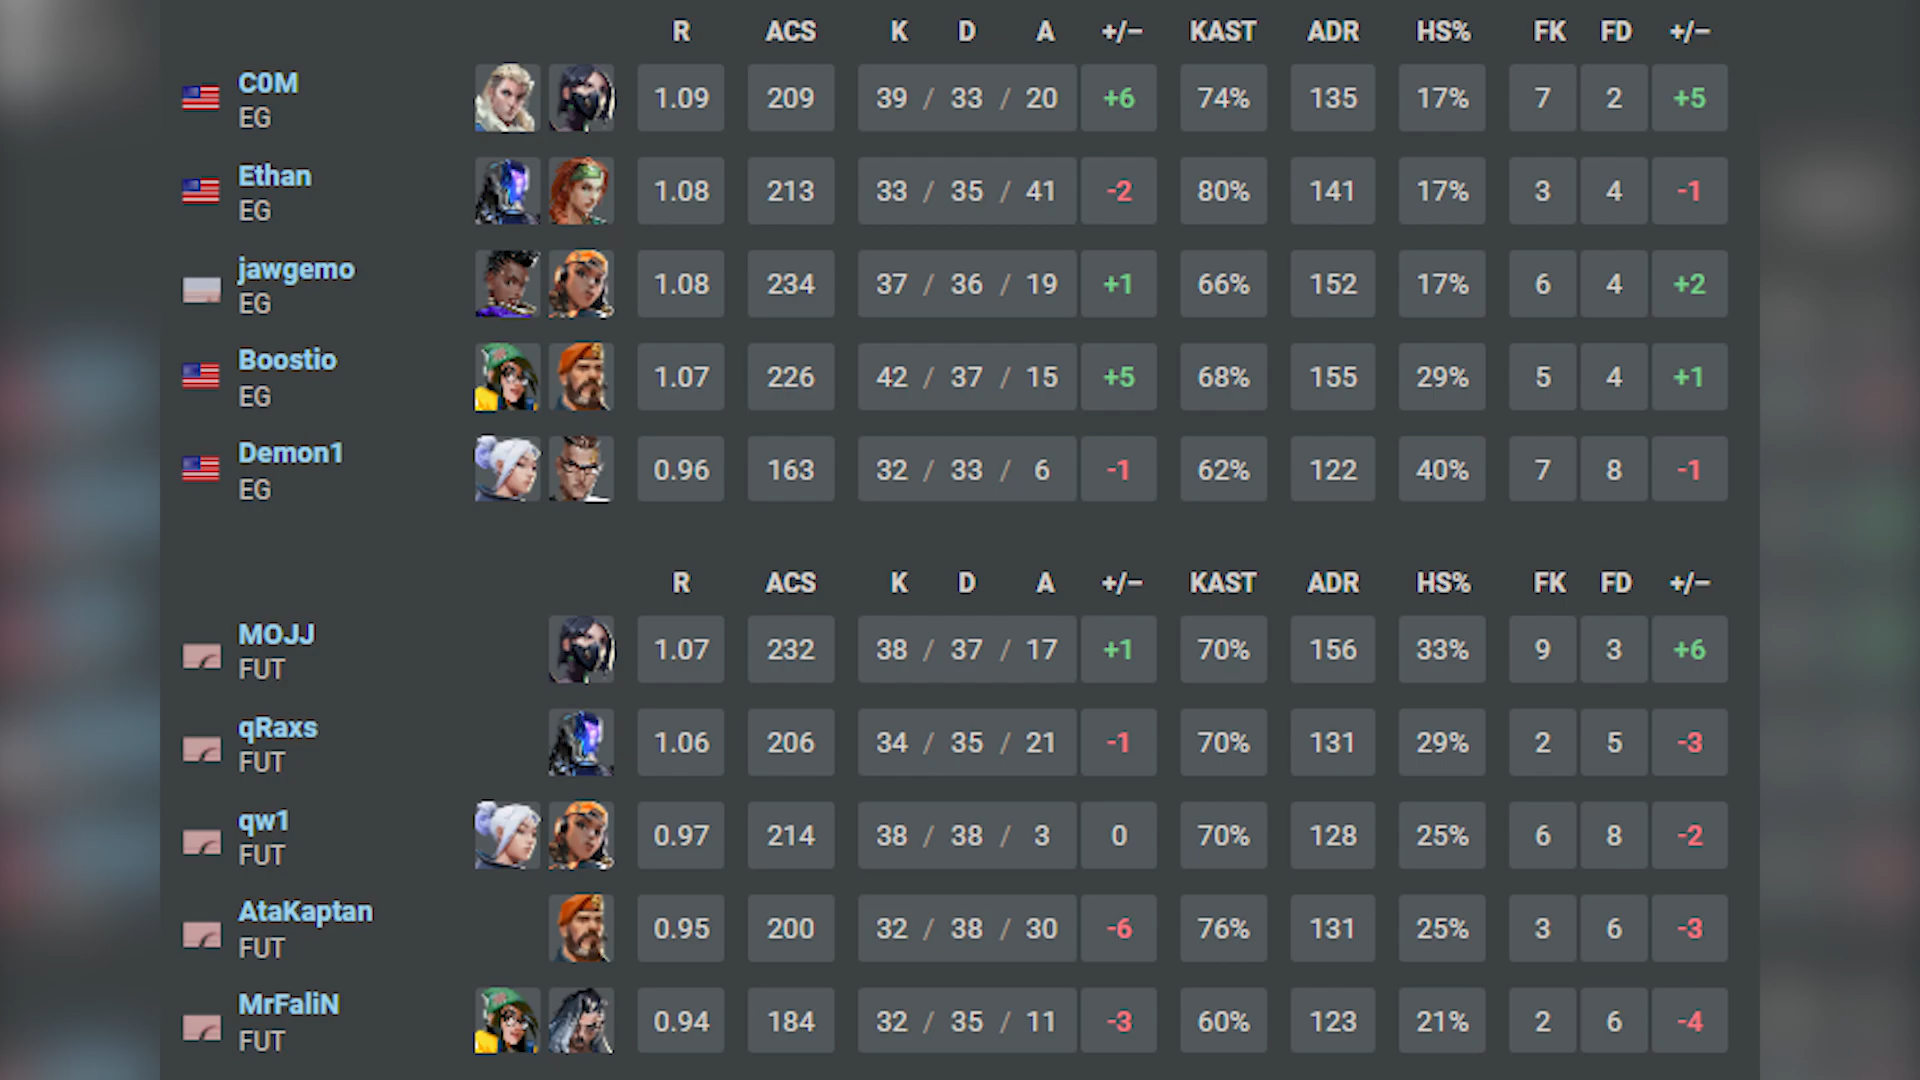 R ACS K D A +/– KAST ADR HS% FK FD +/–
C0M
EG
1.09 209 39 / 33 / 20 +6 74% 135 17% 7 2 +5
Ethan
EG
1.08 213 33 / 35 / 41 -2 80% 141 17% 3 4 -1
jawgemo
EG
1.08 234 37 / 36 / 19 +1 66% 152 17% 6 4 +2
Boostio
EG
1.07 226 42 / 37 / 15 +5 68% 155 29% 5 4 +1
Demon1
EG
0.96 163 32 / 33 / 6 -1 62% 122 40% 7 8 -1
R ACS K D A +/– KAST ADR HS% FK FD +/–
MOJJ
FUT
1.07 232 38 / 37 / 17 +1 70% 156 33% 9 3 +6
qRaxs
FUT
1.06 206 34 / 35 / 21 -1 70% 131 29% 2 5 -3
qw1
FUT
0.97 214 38 / 38 / 3 0 70% 128 25% 6 8 -2
AtaKaptan
FUT
0.95 200 32 / 38 / 30 -6 76% 131 25% 3 6 -3
MrFaliN
FUT
0.94 184 32 / 35 / 11 -3 60% 123 21% 2 6 -4